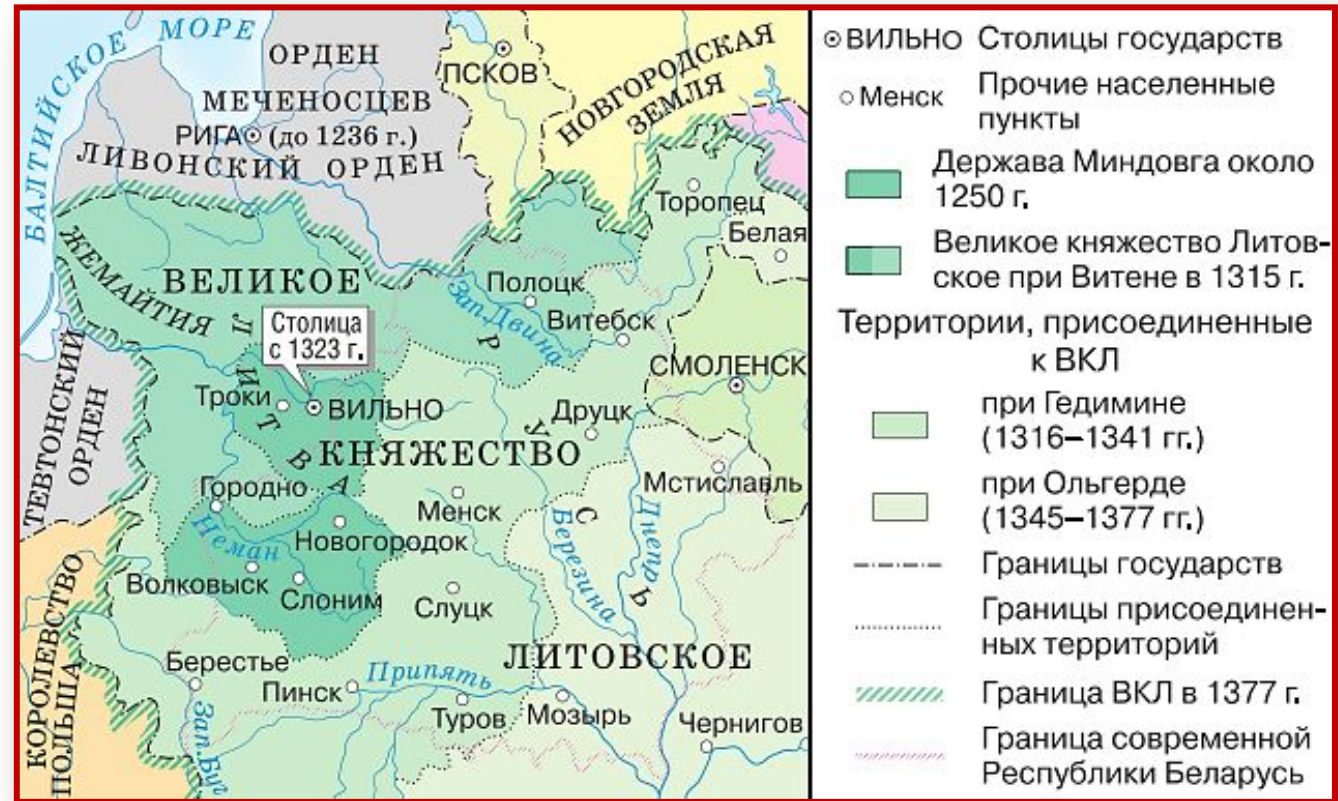 БАЛТИЙСКОЕ МОРЕ
ОРДЕН
МЕЧЕНОСЦЕВ
РИГА (до 1236 г.)
ЛИВОНСКИЙ ОРДЕН
ПСКОВ
НОВГОРОДСКАЯ
ЗЕМЛЯ
Торопец
Белая
ЖЕМАЙТИЯ
ВЕЛИКОЕ
Полоцк
Зап. Двина
Витебск
Столица
с 1323 г.
ЛИТВА
РУСЬ
СМОЛЕНСК
Троки
ВИЛЬНО
Друцк
ТЕВТОНСКИЙ
ОРДЕН
КНЯЖЕСТВО
Мстиславль
Городно
Менск
Неман
Новогородок
Березина
Днепр
Волковыск
Слоним
Слуцк
КОРОЛЕВСТВО
ПОЛЬША
ЛИТОВСКОЕ
Берестье
Пинск
Припять
Туров
Мозырь
Чернигов
Зап. Буг
ВИЛЬНО Столицы государств
Менск Прочие населенные
пункты
Держава Миндовга около
1250 г.
Великое княжество Литов-
ское при Витене в 1315 г.
Территории, присоединенные
к ВКЛ
при Гедимине
(1316–1341 гг.)
при Ольгерде
(1345–1377 гг.)
Границы государств
Границы присоединен-
ных территорий
Граница ВКЛ в 1377 г.
Граница современной
Республики Беларусь